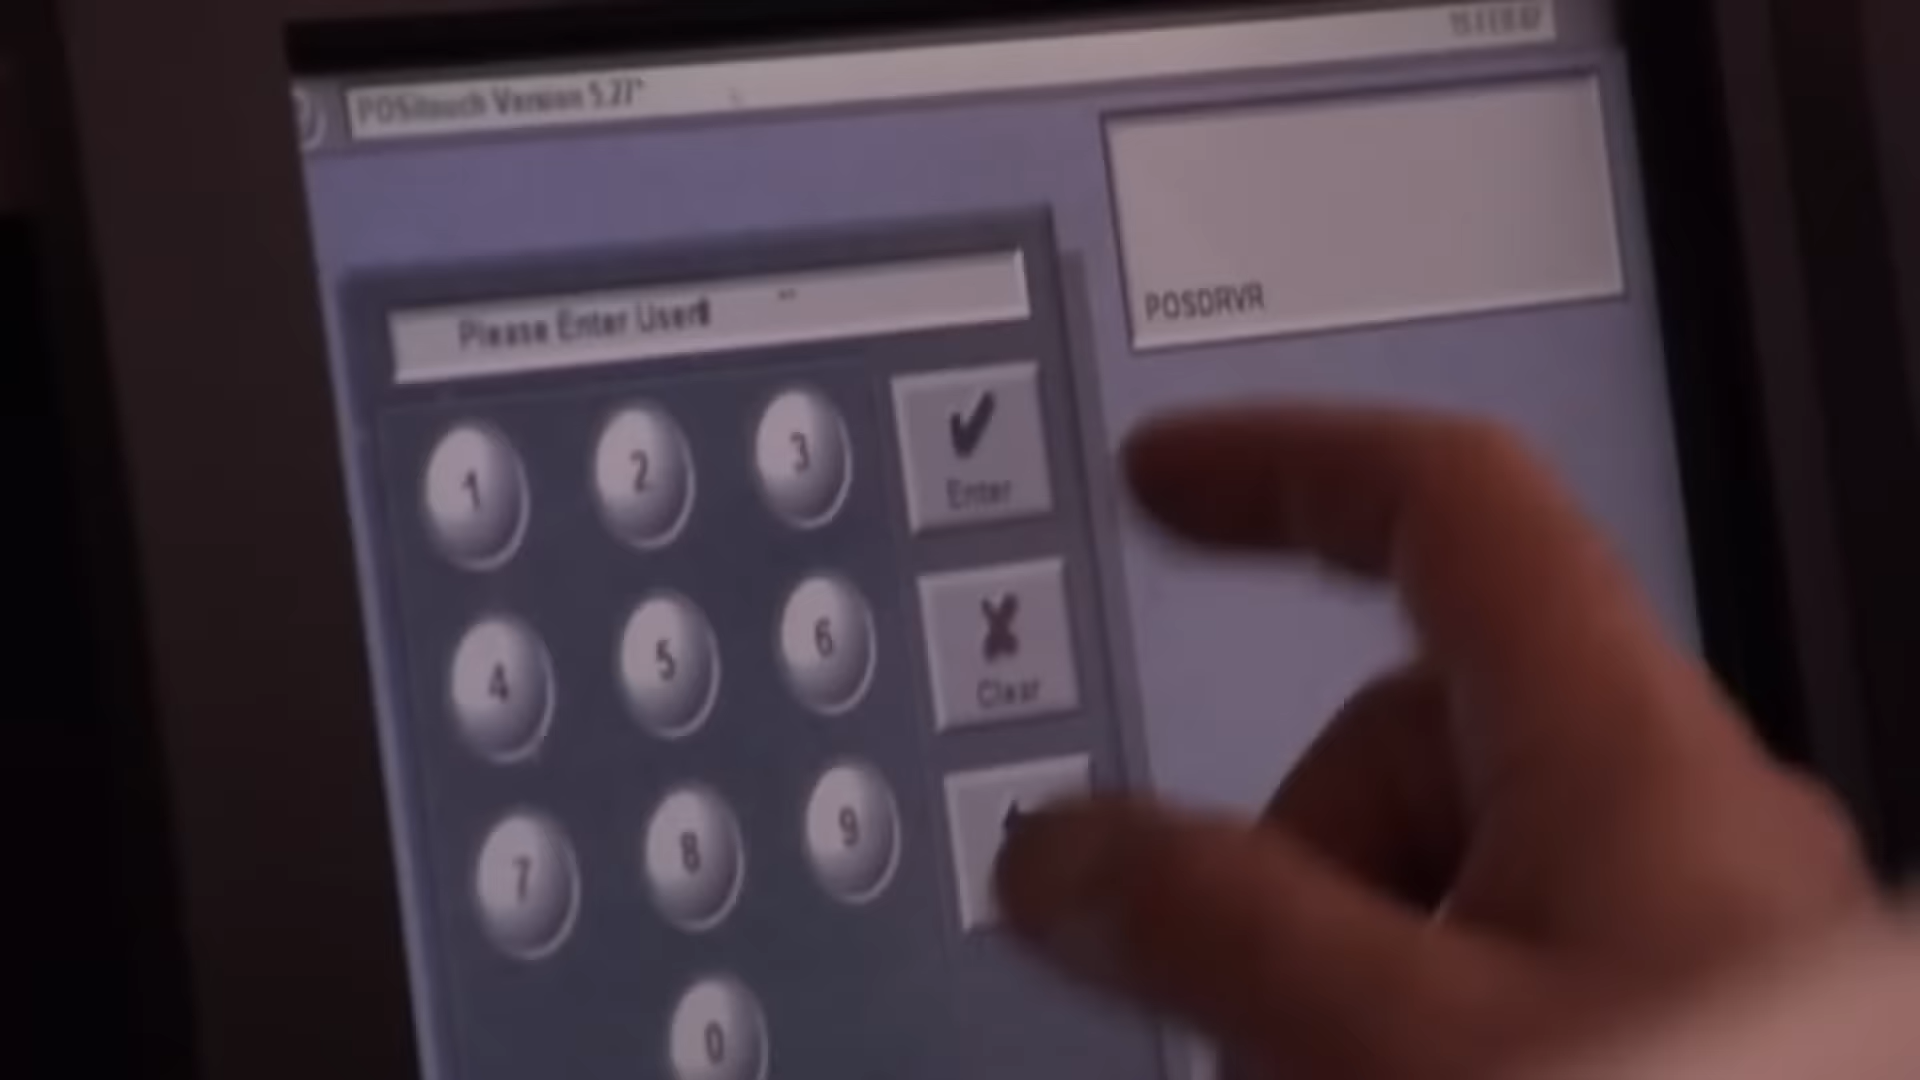 POSitouch Version 5.27*
POSDRVR
Please Enter User#
1 2 3
Enter
4 5 6
Clear
7 8 9
0